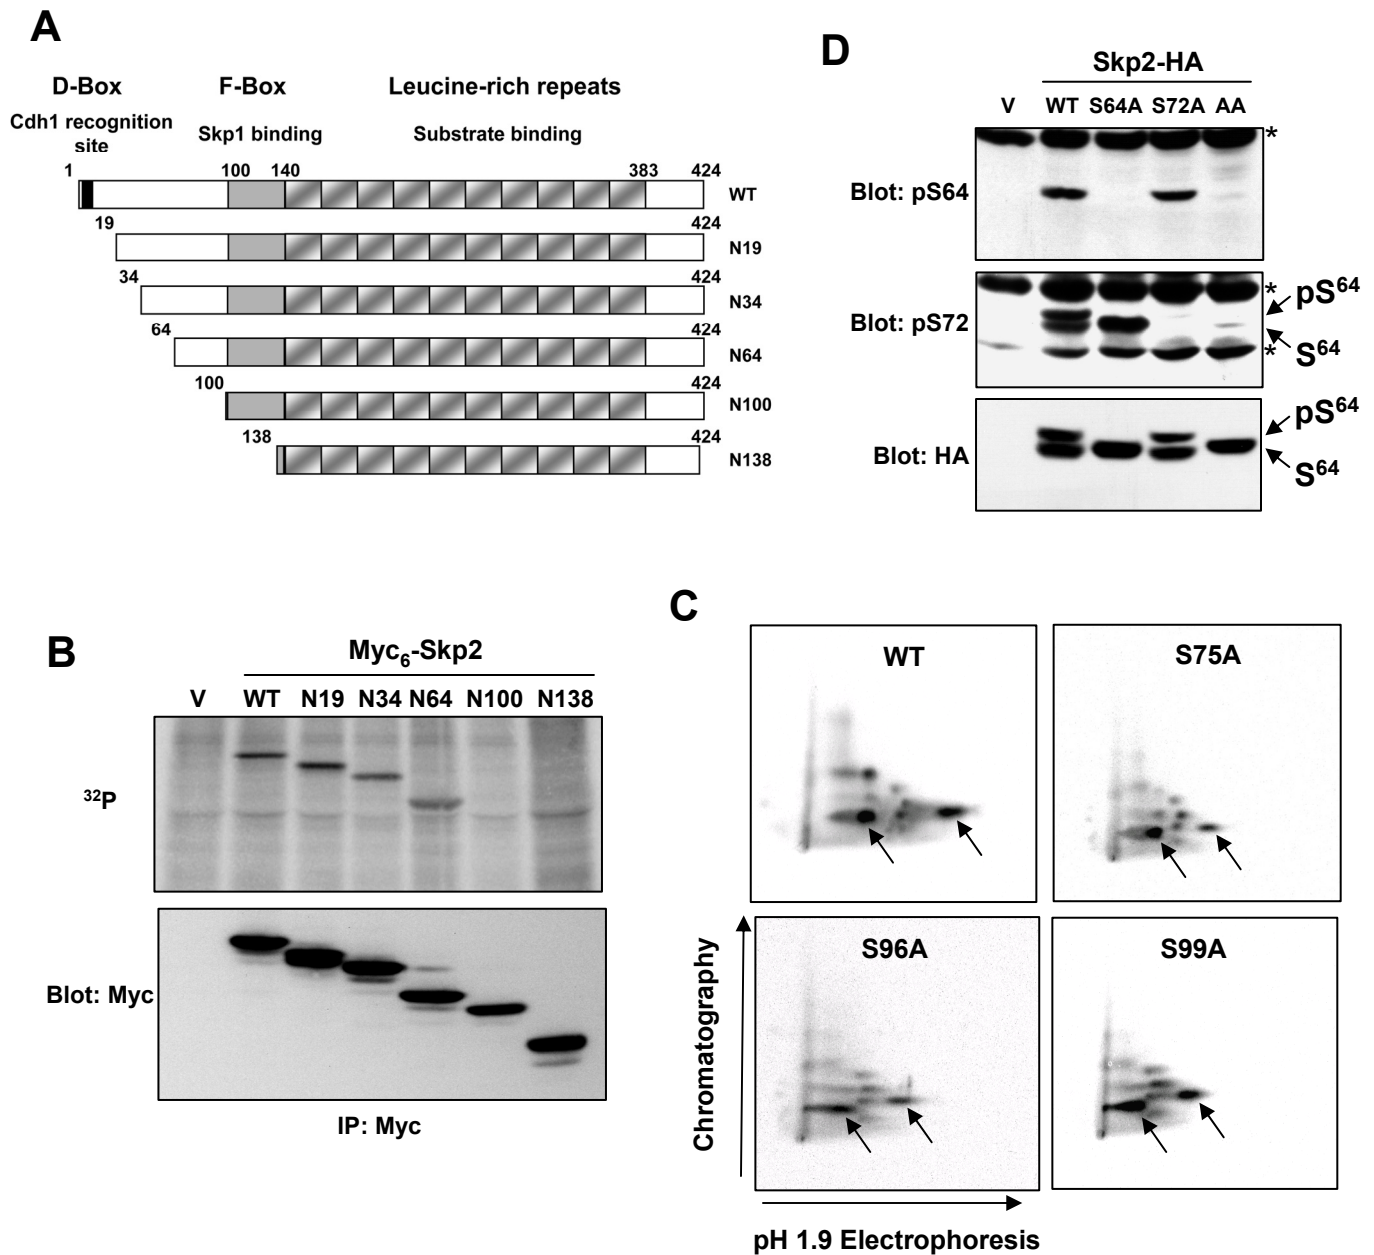 A
D-Box
F-Box
Leucine-rich repeats
Cdh1 recognition
site
Skp1 binding
Substrate binding
1
100
140
383
424
WT
19
424
N19
34
424
N34
64
424
N64
100
424
N100
138
424
N138
B
Myc6-Skp2
V WT N19 N34 N64 N100 N138
32P
Blot: Myc
IP: Myc
D
Skp2-HA
V WT S64A S72A AA
*
Blot: pS64
*
pS64
Blot: pS72
S64
*
pS64
Blot: HA
S64
C
WT
S75A
S96A
S99A
Chromatography
pH 1.9 Electrophoresis